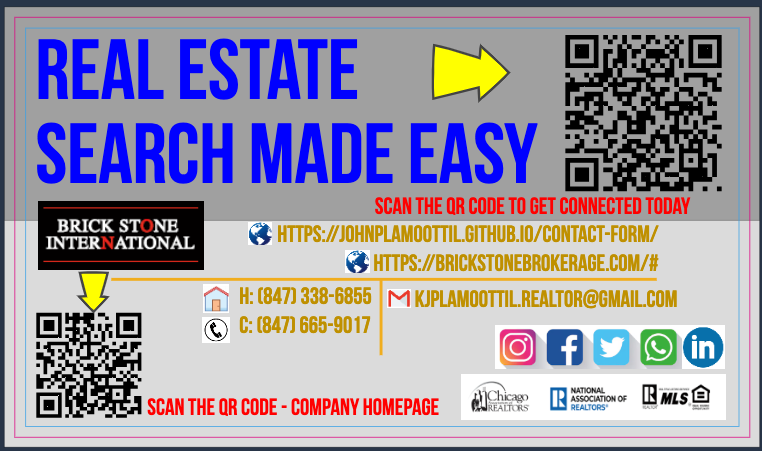 REAL ESTATE
SEARCH MADE EASY
SCAN THE QR CODE TO GET CONNECTED TODAY
BRICK STONE
INTERNATIONAL
HTTPS://JOHNPLAMOOTTIL.GITHUB.IO/CONTACT-FORM/
HTTPS://BRICKSTONEBROKERAGE.COM/#
H: (847) 338-6855
KJPLAMOOTTIL.REALTOR@GMAIL.COM
C: (847) 665-9017
in
Chicago
REALTORS
NATIONAL
ASSOCIATION OF
REALTORS®
REALTOR
MLS
SCAN THE QR CODE - COMPANY HOMEPAGE